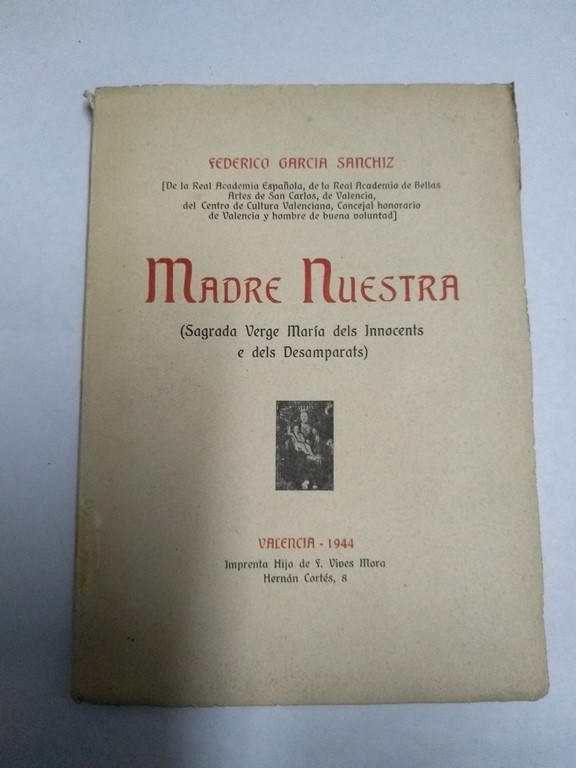 FEDERICO GARCIA SANCHIZ
[De la Real Academia Española, de la Real Academia de Bellas
Artes de San Carlos, de Valencia,
del Centro de Cultura Valenciana, Concejal honorario
de Valencia y hombre de buena voluntad]
MADRE NUESTRA
(Sagrada Verge María dels Innocents
e dels Desamparats)
VALENCIA - 1944
Imprenta Hijo de F. Vives Mora
Hernán Cortés, 8